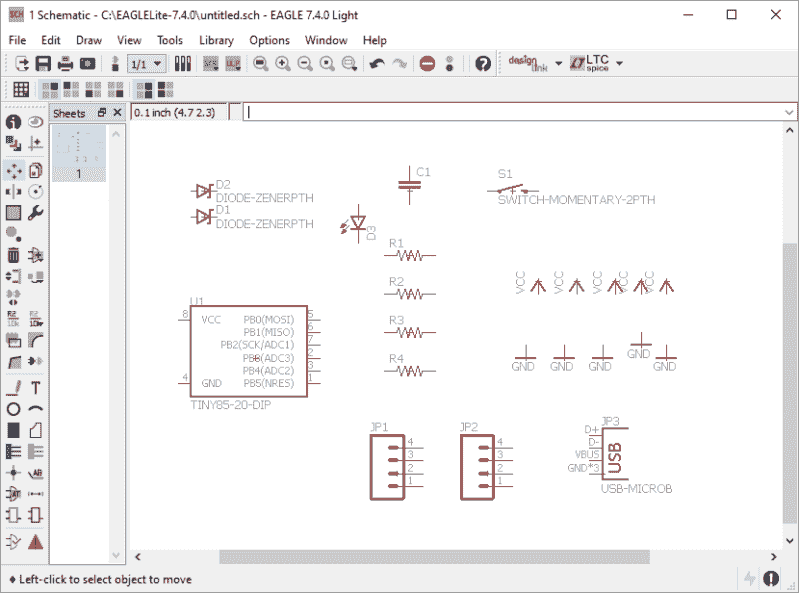 1 Schematic - C:\EAGLELite-7.4.0\untitled.sch - EAGLE 7.4.0 Light
File Edit Draw View Tools Library Options Window Help
1/1 SCR ULP design link LTC spice
Sheets 0.1 inch (4.7 2.3)
1
D2
DIODE-ZENERPTH
D1
DIODE-ZENERPTH
D3
C1
S1
SWITCH-MOMENTARY-2PTH
R1
R2
R3
R4
VCC VCC VCC VCC VCC
GND GND GND GND GND
U1
8 VCC PB0(MOSI) 5
PB1(MISO) 6
PB2(SCK/ADC1) 7
PB3(ADC3) 2
PB4(ADC2) 3
4 GND PB5(NRES) 1
TINY85-20-DIP
JP1
4
3
2
1
JP2
4
3
2
1
JP3
D+
D-
VBUS
GND*3
USB
USB-MICROB
Left-click to select object to move